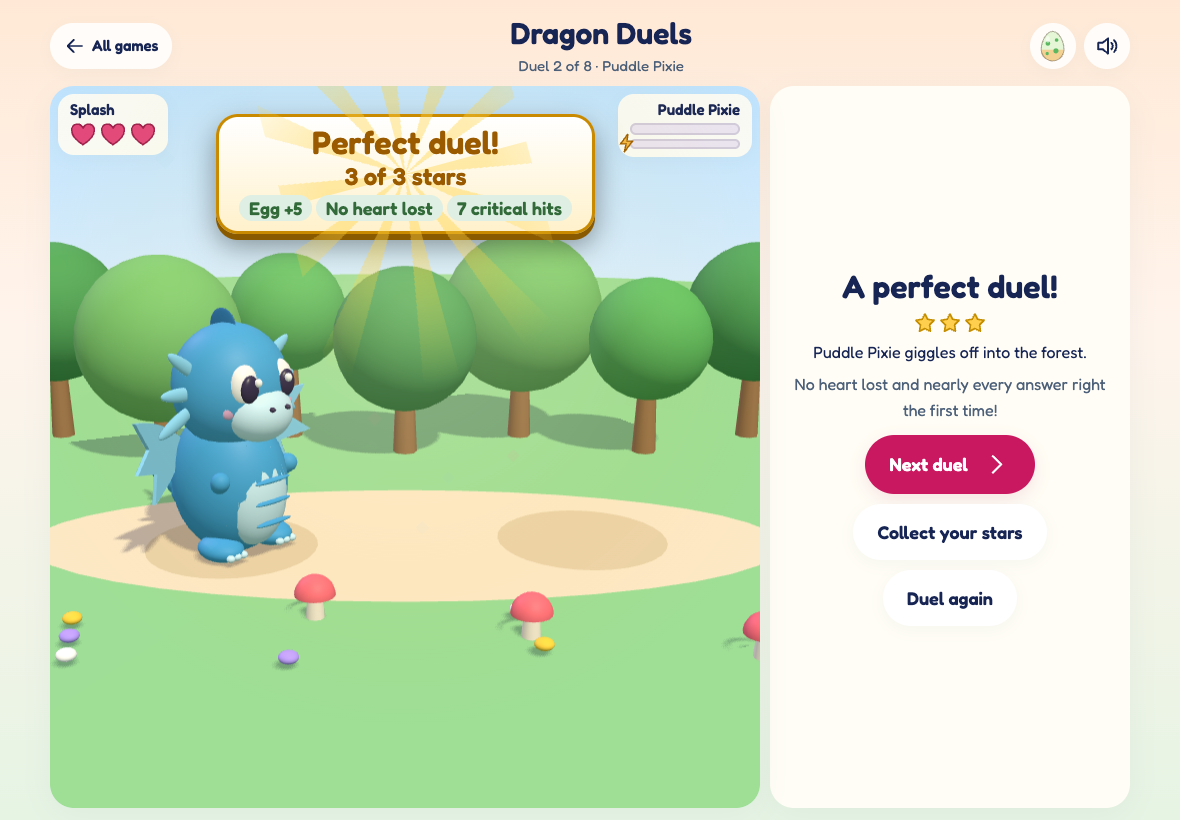 All games
Dragon Duels
Duel 2 of 8 · Puddle Pixie
Splash
Puddle Pixie
Perfect duel!
3 of 3 stars
Egg +5 No heart lost 7 critical hits
A perfect duel!
Puddle Pixie giggles off into the forest.
No heart lost and nearly every answer right
the first time!
Next duel
Collect your stars
Duel again